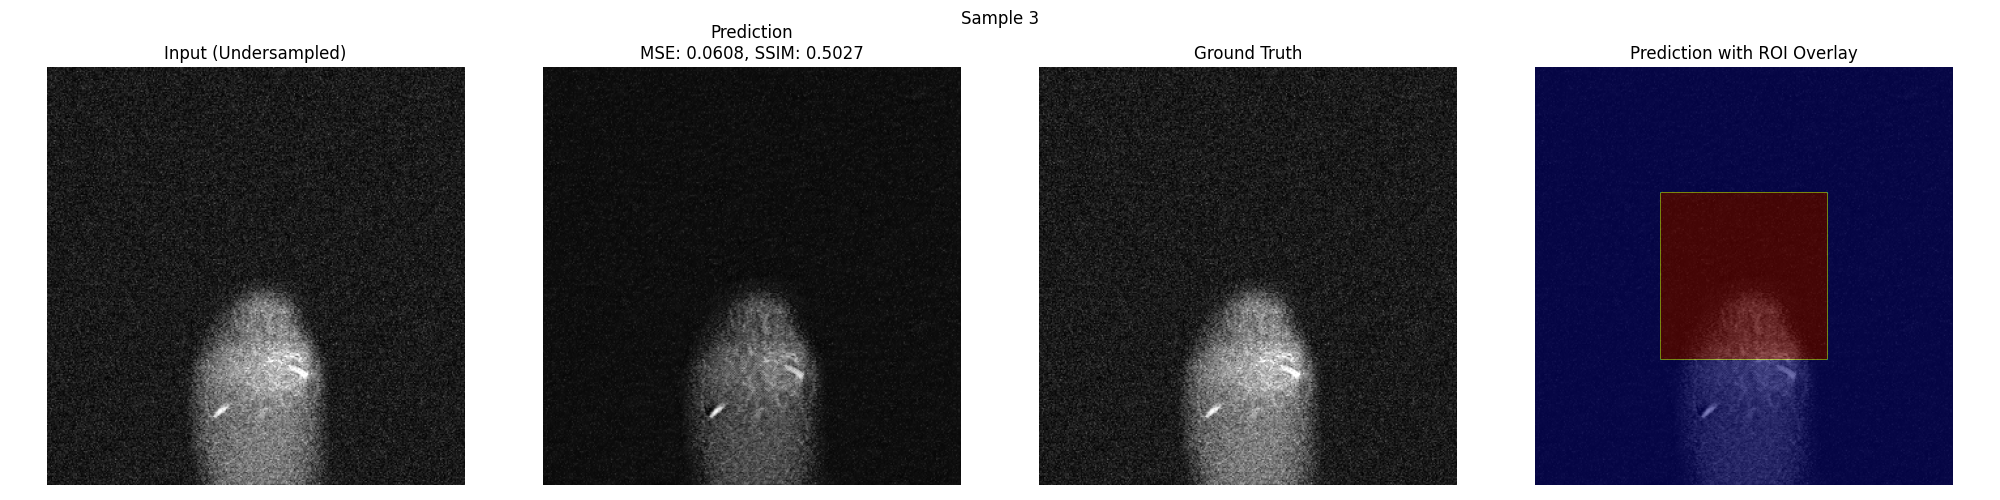 Sample 3
Input (Undersampled)
Prediction
MSE: 0.0608, SSIM: 0.5027
Ground Truth
Prediction with ROI Overlay